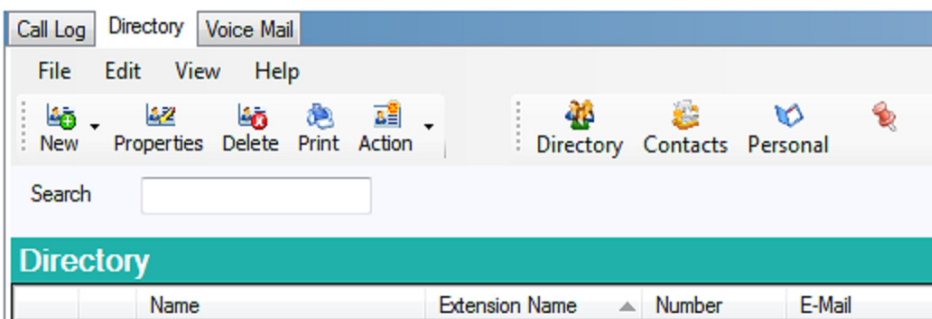 Call Log Directory Voice Mail
File Edit View Help
New Properties Delete Print Action Directory Contacts Personal
Search
Directory
Name Extension Name Number E-Mail